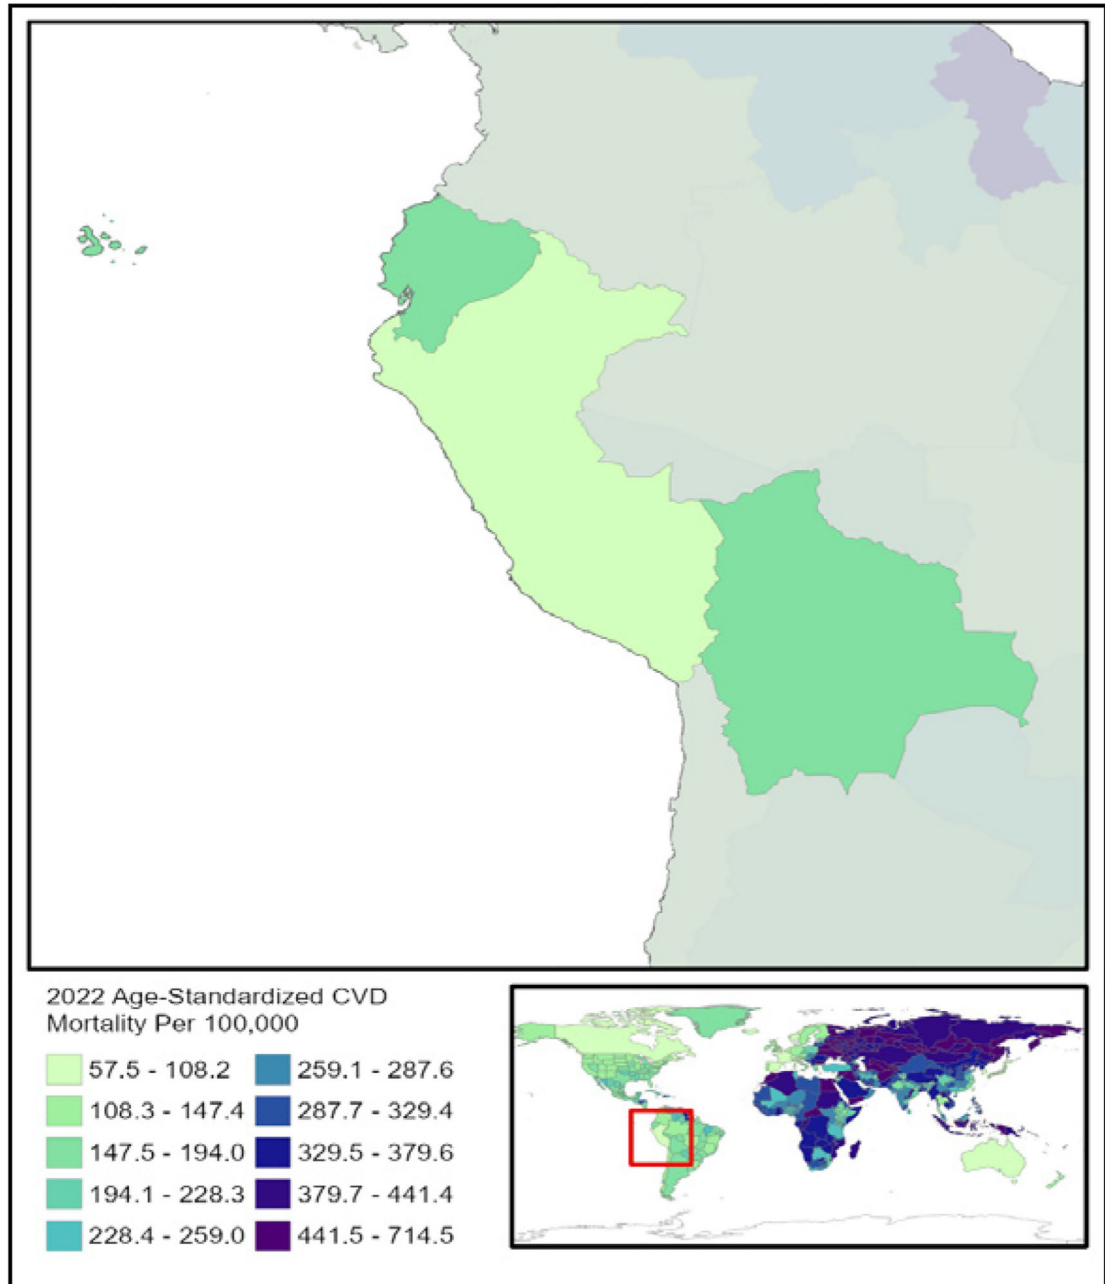 2022 Age-Standardized CVD
Mortality Per 100,000
57.5 - 108.2
108.3 - 147.4
147.5 - 194.0
194.1 - 228.3
228.4 - 259.0
259.1 - 287.6
287.7 - 329.4
329.5 - 379.6
379.7 - 441.4
441.5 - 714.5